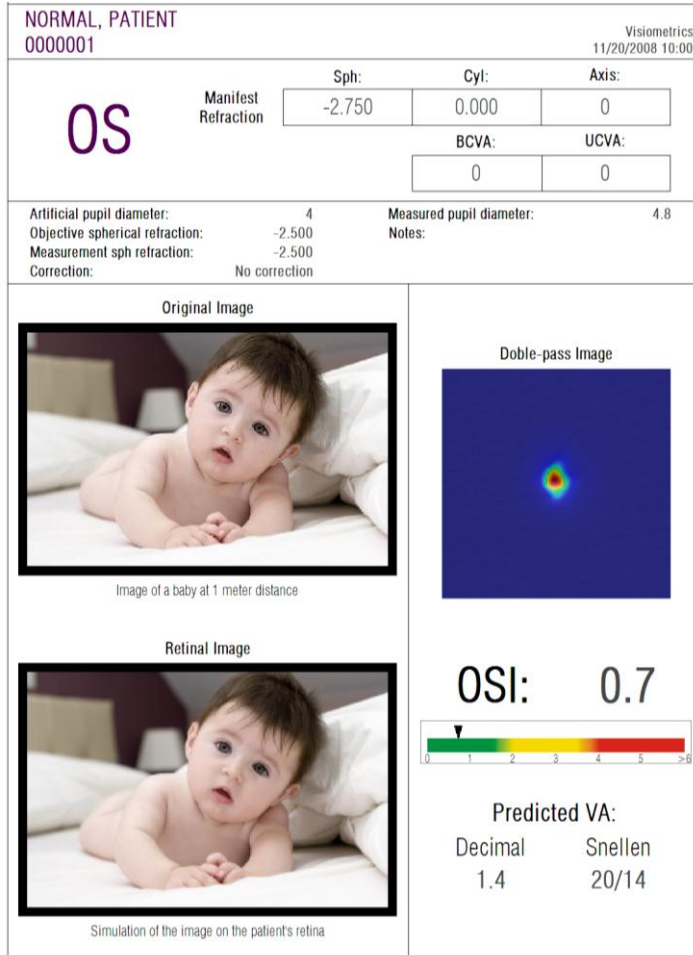 NORMAL, PATIENT
0000001
Visiometrics
11/20/2008 10:00
OS
Manifest
Refraction
Sph: Cyl: Axis:
-2.750 0.000 0
BCVA: UCVA:
0 0
Artificial pupil diameter: 4
Objective spherical refraction: -2.500
Measurement sph refraction: -2.500
Correction: No correction
Measured pupil diameter: 4.8
Notes:
Original Image
Image of a baby at 1 meter distance
Retinal Image
Simulation of the image on the patient's retina
Doble-pass Image
OSI: 0.7
0 1 2 3 4 5 >6
Predicted VA:
Decimal Snellen
1.4 20/14